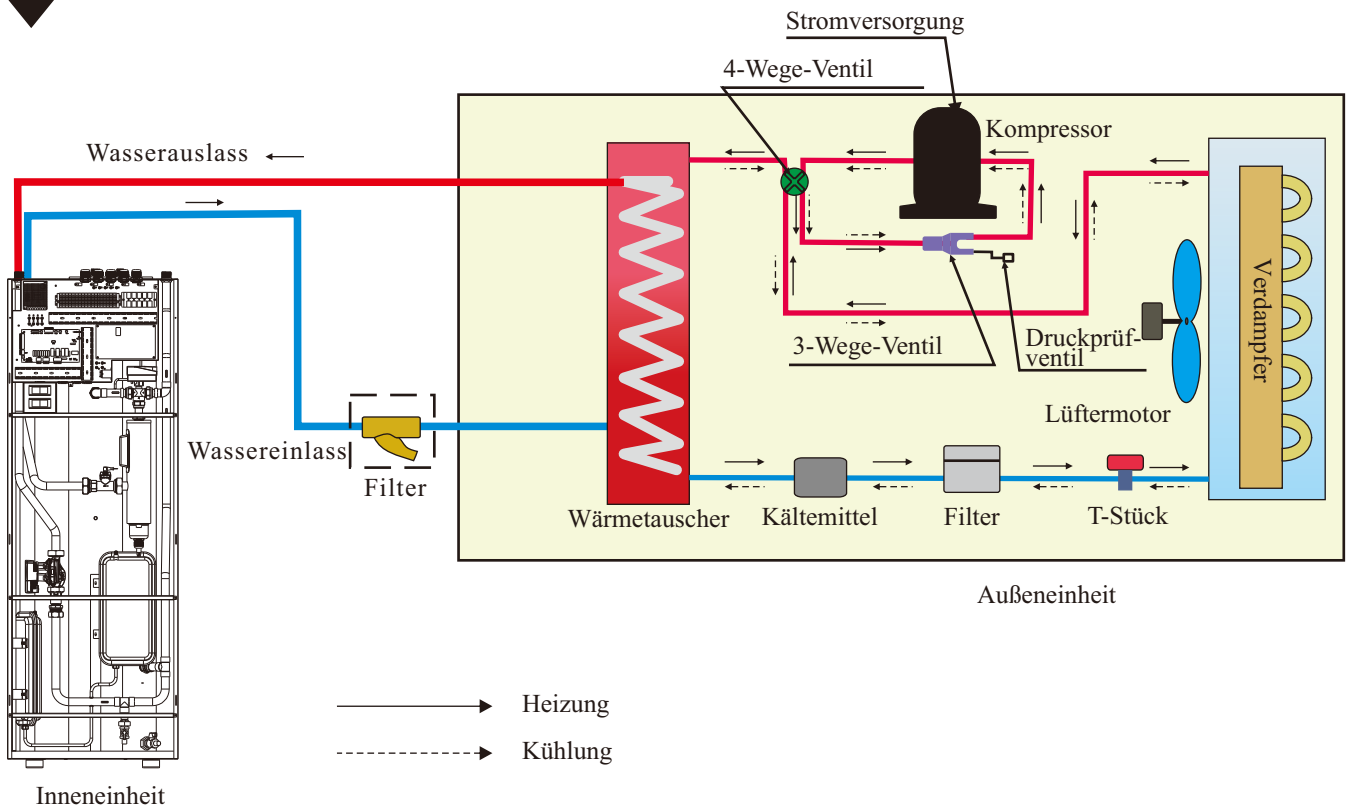 Stromversorgung
4-Wege-Ventil
Kompressor
Wasserauslass
Verdampfer
3-Wege-Ventil
Druckprüf-
ventil
Lüftermotor
Wassereinlass
Filter
Wärmetauscher
Kältemittel
Filter
T-Stück
Außeneinheit
Heizung
Kühlung
Inneneinheit